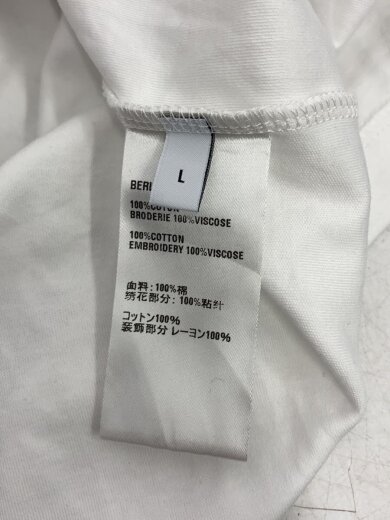 L
100%COTON
BRODERIE 100%VISCOSE
100%COTTON
EMBROIDERY 100%VISCOSE
面料: 100%棉
绣花部分: 100%粘纤
コットン100%
装飾部分 レーヨン100%